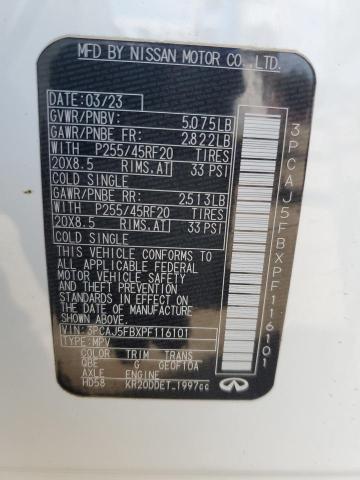 MFD BY NISSAN MOTOR CO., LTD.
DATE: 03/23
GVWR/PNBV: 5.075LB
GAWR/PNBE FR: 2.822LB
WITH P255/45RF20 TIRES
20X8.5 RIMS.AT 33 PSI
COLD SINGLE
GAWR/PNBE RR: 2.513LB
WITH P255/45RF20 TIRES
20X8.5 RIMS.AT 33 PSI
COLD SINGLE
THIS VEHICLE CONFORMS TO
ALL APPLICABLE FEDERAL
MOTOR VEHICLE SAFETY
AND THEFT PREVENTION
STANDARDS IN EFFECT ON
THE DATE OF MANUFACTURE
SHOWN ABOVE.
VIN: 3PCAJ5FBXPF116101
TYPE: MPV
COLOR TRIM TRANS
QBE G GE0F10A
AXLE ENGINE
HD58 KR20DDET.1997cc
3PCAJ5FBXPF116101